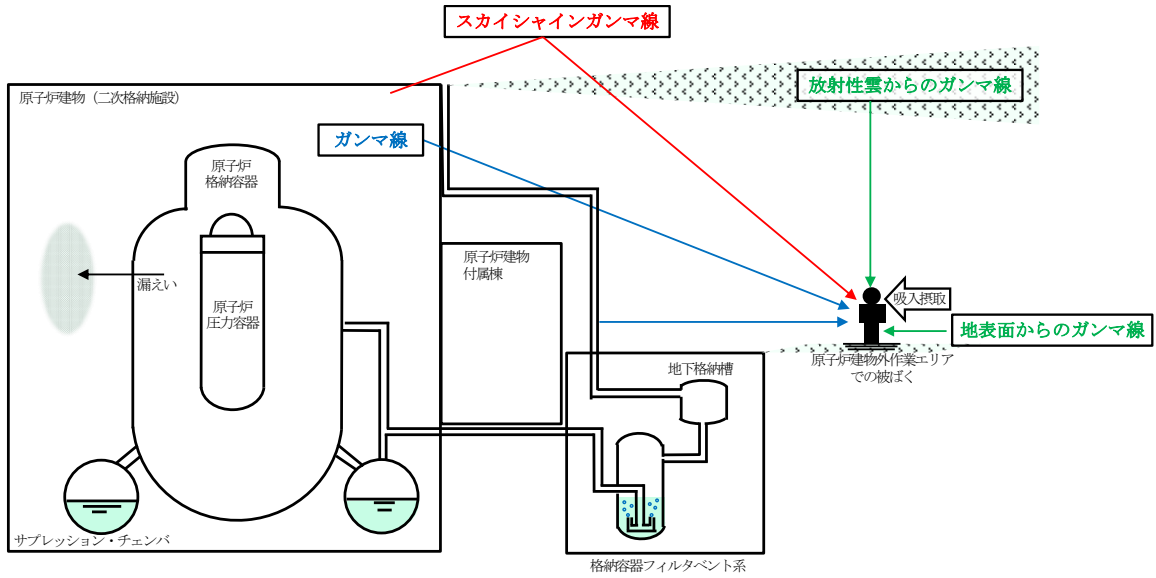 スカイシャインガンマ線
原子炉建物（二次格納施設）
放射性雲からのガンマ線
ガンマ線
原子炉
格納容器
原子炉建物
付属棟
漏えい
吸入摂取
原子炉
圧力容器
地表面からのガンマ線
原子炉建物外作業エリア
での被ばく
地下格納槽
サプレッション・チェンバ
格納容器フィルタベント系